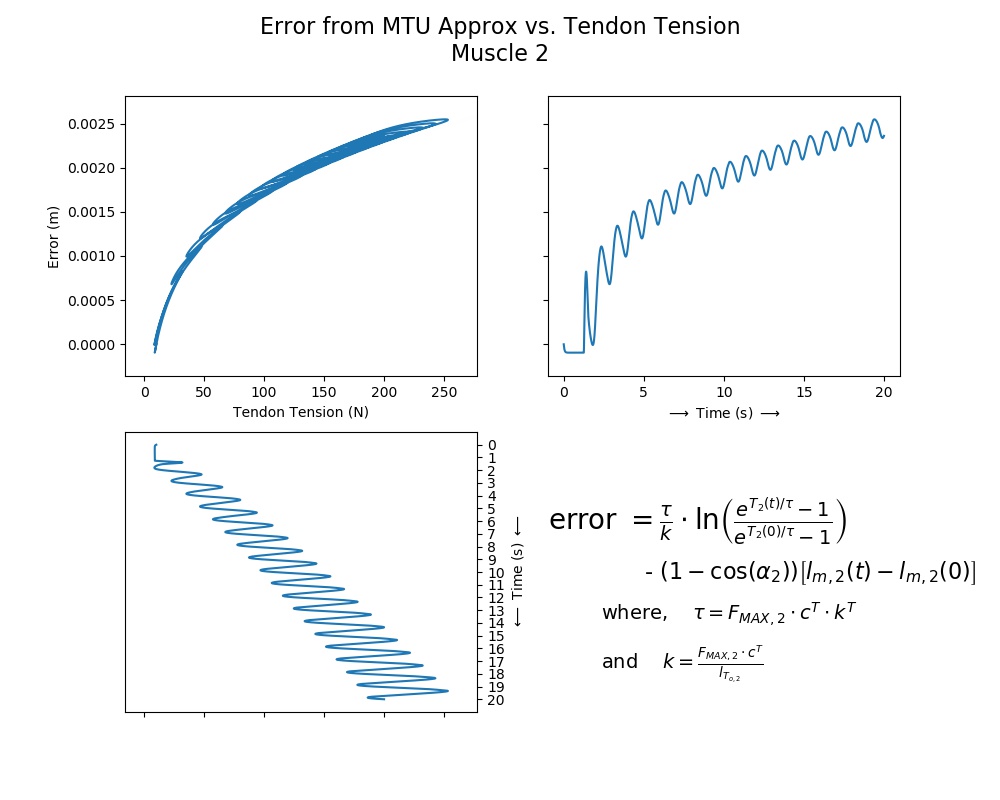 Error from MTU Approx vs. Tendon Tension
Muscle 2
Error (m)
0.0025
0.0020
0.0015
0.0010
0.0005
0.0000
0 50 100 150 200 250
Tendon Tension (N)
0 5 10 15 20
⟶ Time (s) ⟶
0
1
2
3
4
5
6
7
8
9
10
11
12
13
14
15
16
17
18
19
20
⟵ Time (s) ⟵
error = τ/k · ln((e^{T₂(t)/τ} − 1)/(e^{T₂(0)/τ} − 1))
- (1 − cos(α₂))[l_{m,2}(t) − l_{m,2}(0)]
where, τ = F_{MAX,2} · c^T · k^T
and k = F_{MAX,2} · c^T / l_{T_{o,2}}